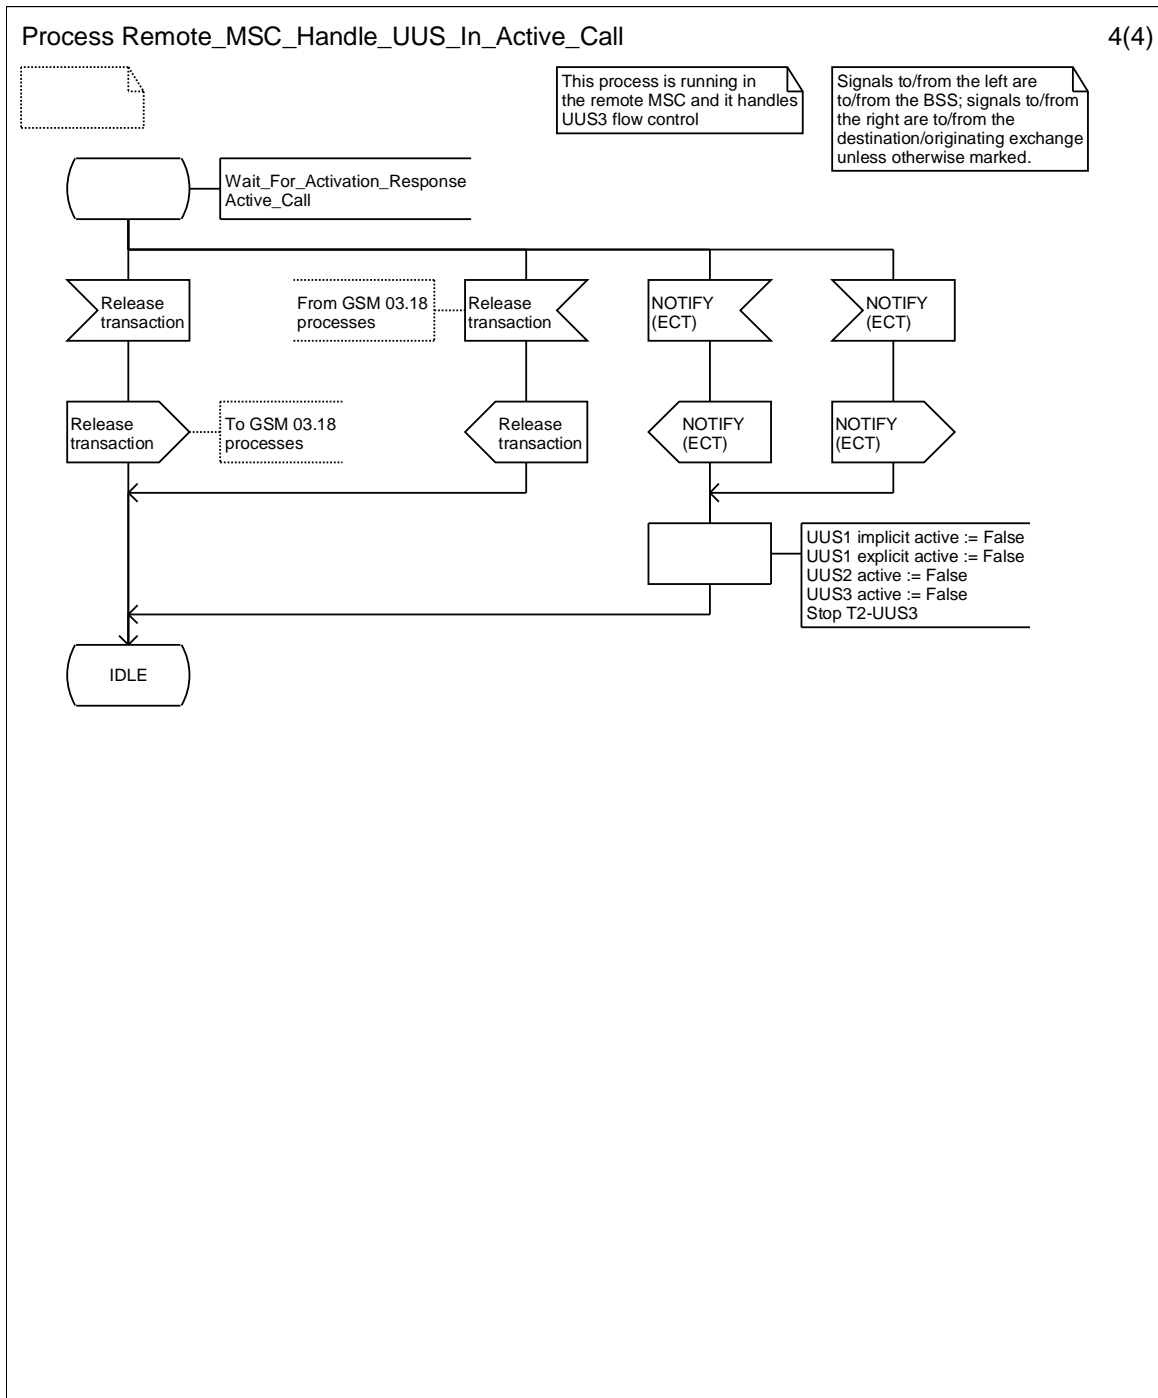 Process Remote_MSC_Handle_UUS_In_Active_Call
4(4)
This process is running in
the remote MSC and it handles
UUS3 flow control
Signals to/from the left are
to/from the BSS; signals to/from
the right are to/from the
destination/originating exchange
unless otherwise marked.
Wait_For_Activation_Response
Active_Call
Release
transaction
From GSM 03.18
processes
Release
transaction
NOTIFY
(ECT)
NOTIFY
(ECT)
Release
transaction
To GSM 03.18
processes
Release
transaction
NOTIFY
(ECT)
NOTIFY
(ECT)
UUS1 implicit active := False
UUS1 explicit active := False
UUS2 active := False
UUS3 active := False
Stop T2-UUS3
IDLE